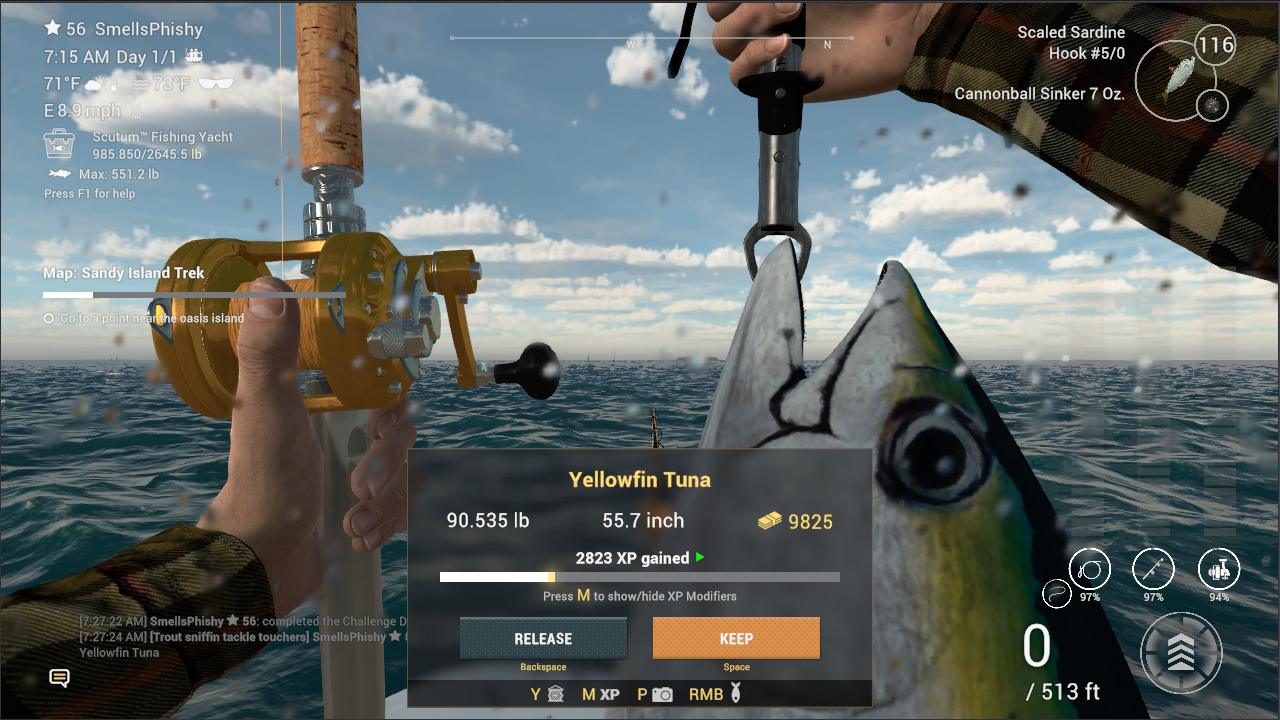 56 SmellsPhishy
7:15 AM Day 1/1
71°F 73°F
E 8.9 mph
Scutum™ Fishing Yacht
985.850/2645.5 lb
Max: 551.2 lb
Press F1 for help
W N
Scaled Sardine
Hook #5/0
116
Cannonball Sinker 7 Oz.
Map: Sandy Island Trek
Go to a point near the oasis island
Yellowfin Tuna
90.535 lb 55.7 inch 9825
2823 XP gained
Press M to show/hide XP Modifiers
RELEASE KEEP
Backspace Space
Y M XP P RMB
[7:27:22 AM] SmellsPhishy 56: completed the Challenge D
[7:27:24 AM] [Trout sniffin tackle touchers] SmellsPhishy
Yellowfin Tuna
97% 97% 94%
0
/ 513 ft